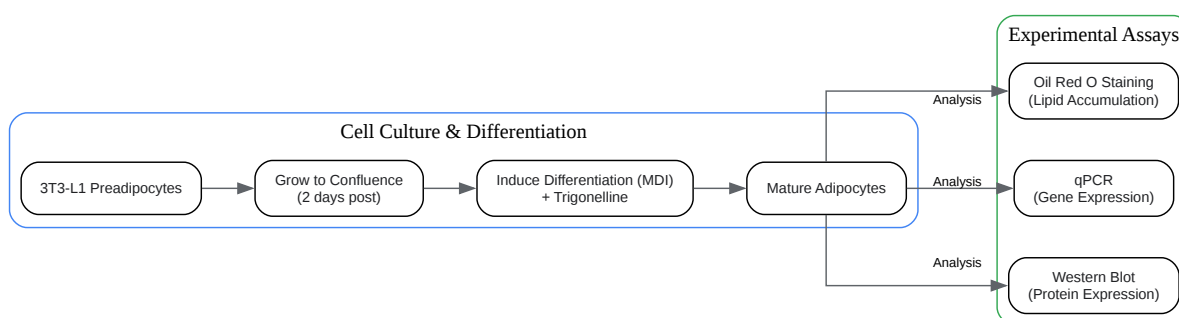 Cell Culture & Differentiation
3T3-L1 Preadipocytes
Grow to Confluence
(2 days post)
Induce Differentiation (MDI)
+ Trigonelline
Mature Adipocytes
Analysis
Analysis
Analysis
Experimental Assays
Oil Red O Staining
(Lipid Accumulation)
qPCR
(Gene Expression)
Western Blot
(Protein Expression)